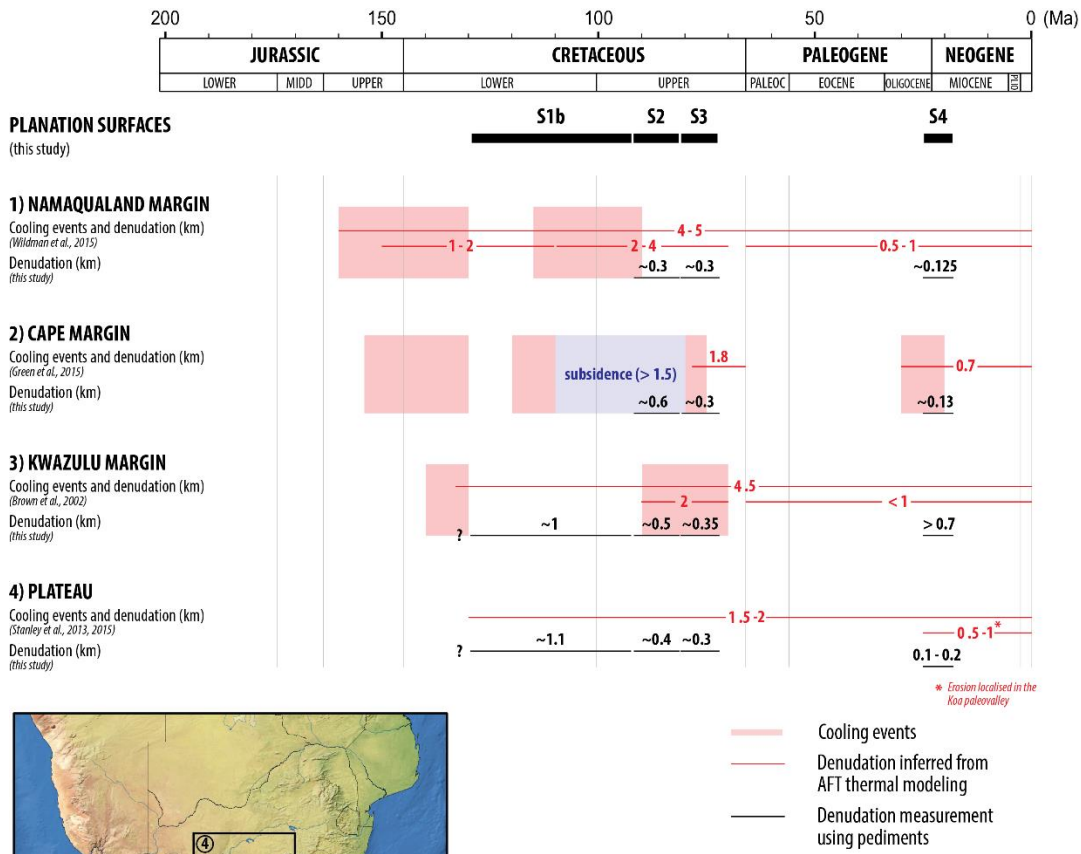 200 150 100 50 0 (Ma)
JURASSIC CRETACEOUS PALEOGENE NEOGENE
LOWER MIDD UPPER LOWER UPPER PALEOC EOCENE OLIGOCENE MIOCENE PLIO
S1b S2 S3 S4
PLANATION SURFACES
(this study)
1) NAMAQUALAND MARGIN
Cooling events and denudation (km)
4 - 5
(Wildman et al., 2015)
1 - 2 2 - 4 0.5 - 1
Denudation (km)
~0.3 ~0.3 ~0.125
(this study)
2) CAPE MARGIN
Cooling events and denudation (km)
1.8
(Green et al., 2015)
subsidence (> 1.5) 0.7
Denudation (km)
~0.6 ~0.3 ~0.13
(this study)
3) KWAZULU MARGIN
Cooling events and denudation (km)
4.5
(Brown et al., 2002)
2 < 1
Denudation (km)
~1 ~0.5 ~0.35 > 0.7
(this study)
?
4) PLATEAU
Cooling events and denudation (km)
1.5-2
(Stanley et al., 2013, 2015)
0.5-1*
~1.1 ~0.4 ~0.3
Denudation (km)
? 0.1 - 0.2
(this study)
* Erosion localised in the
Koa paleovalley
Cooling events
Denudation inferred from
AFT thermal modeling
Denudation measurement
using pediments
4